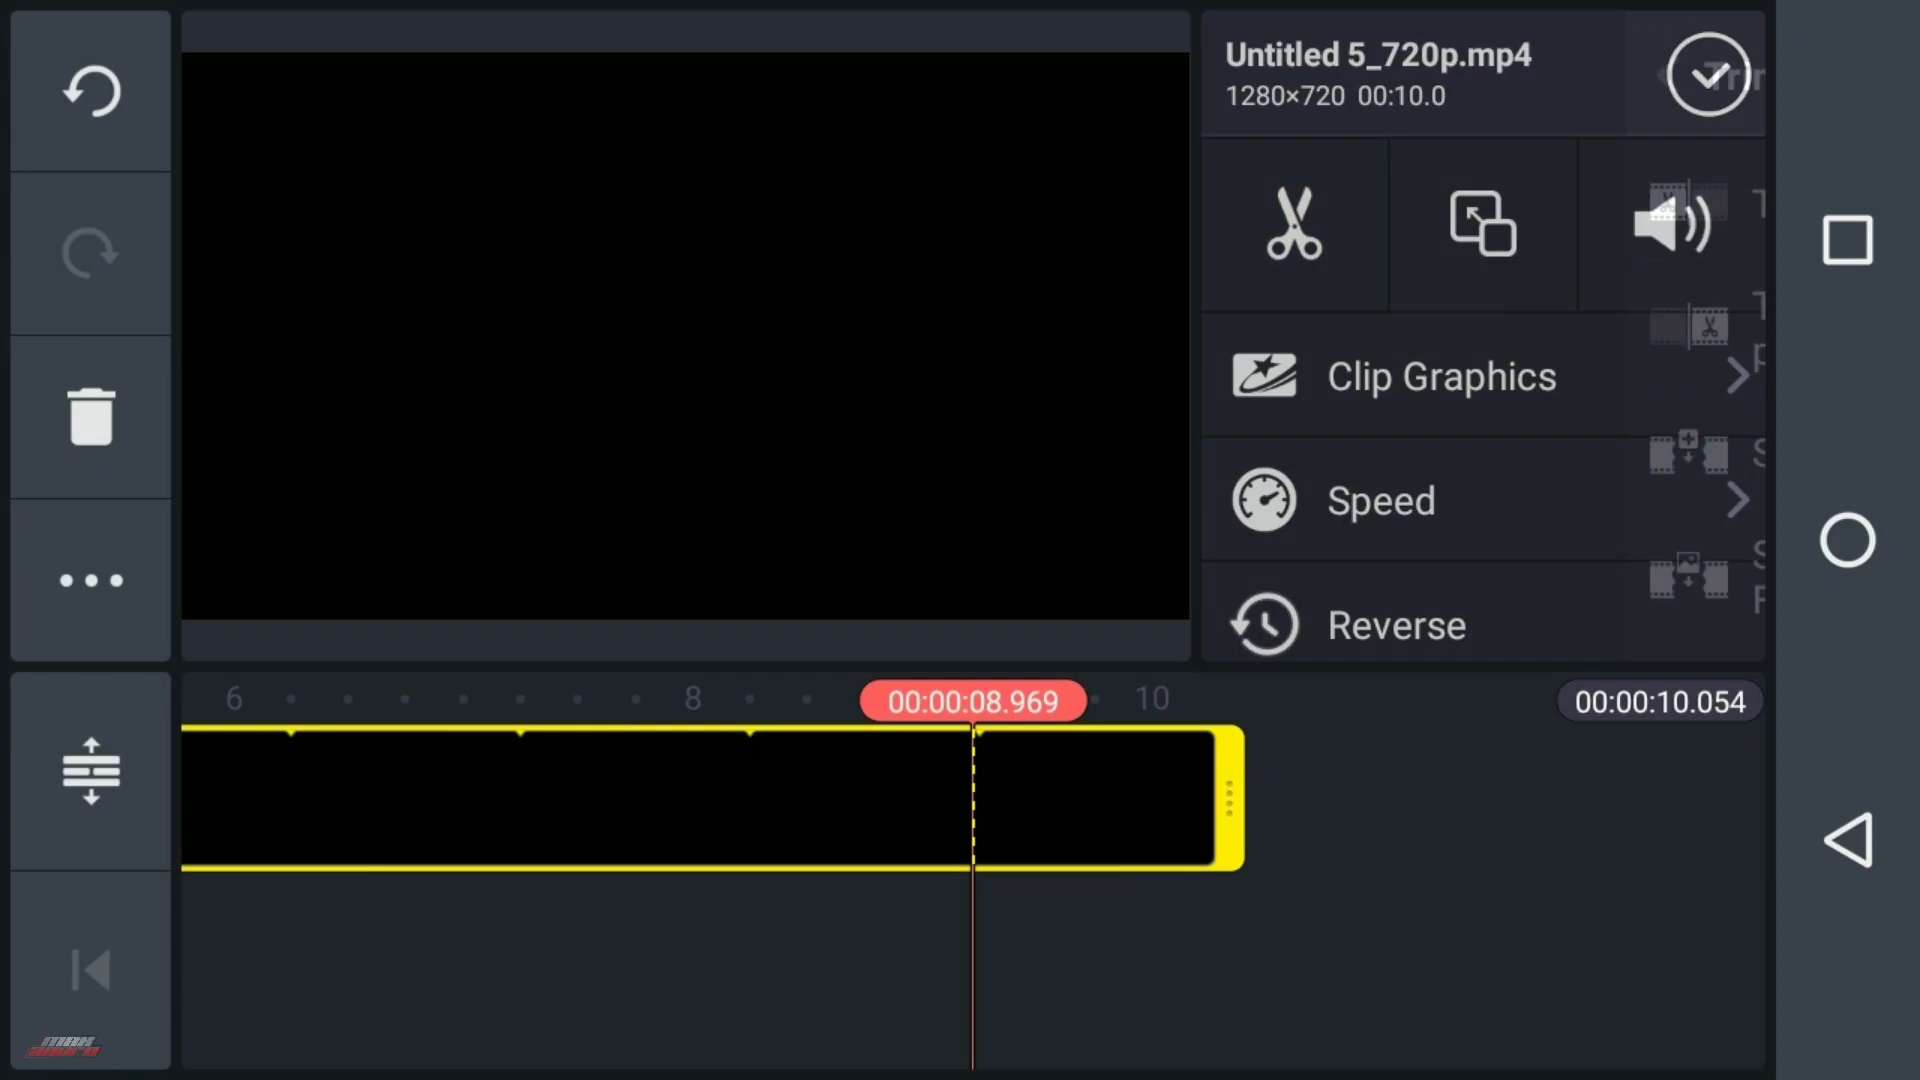 Untitled 5_720p.mp4
1280×720 00:10.0
Clip Graphics
Speed
Reverse
6
8
00:00:08.969
10
00:00:10.054